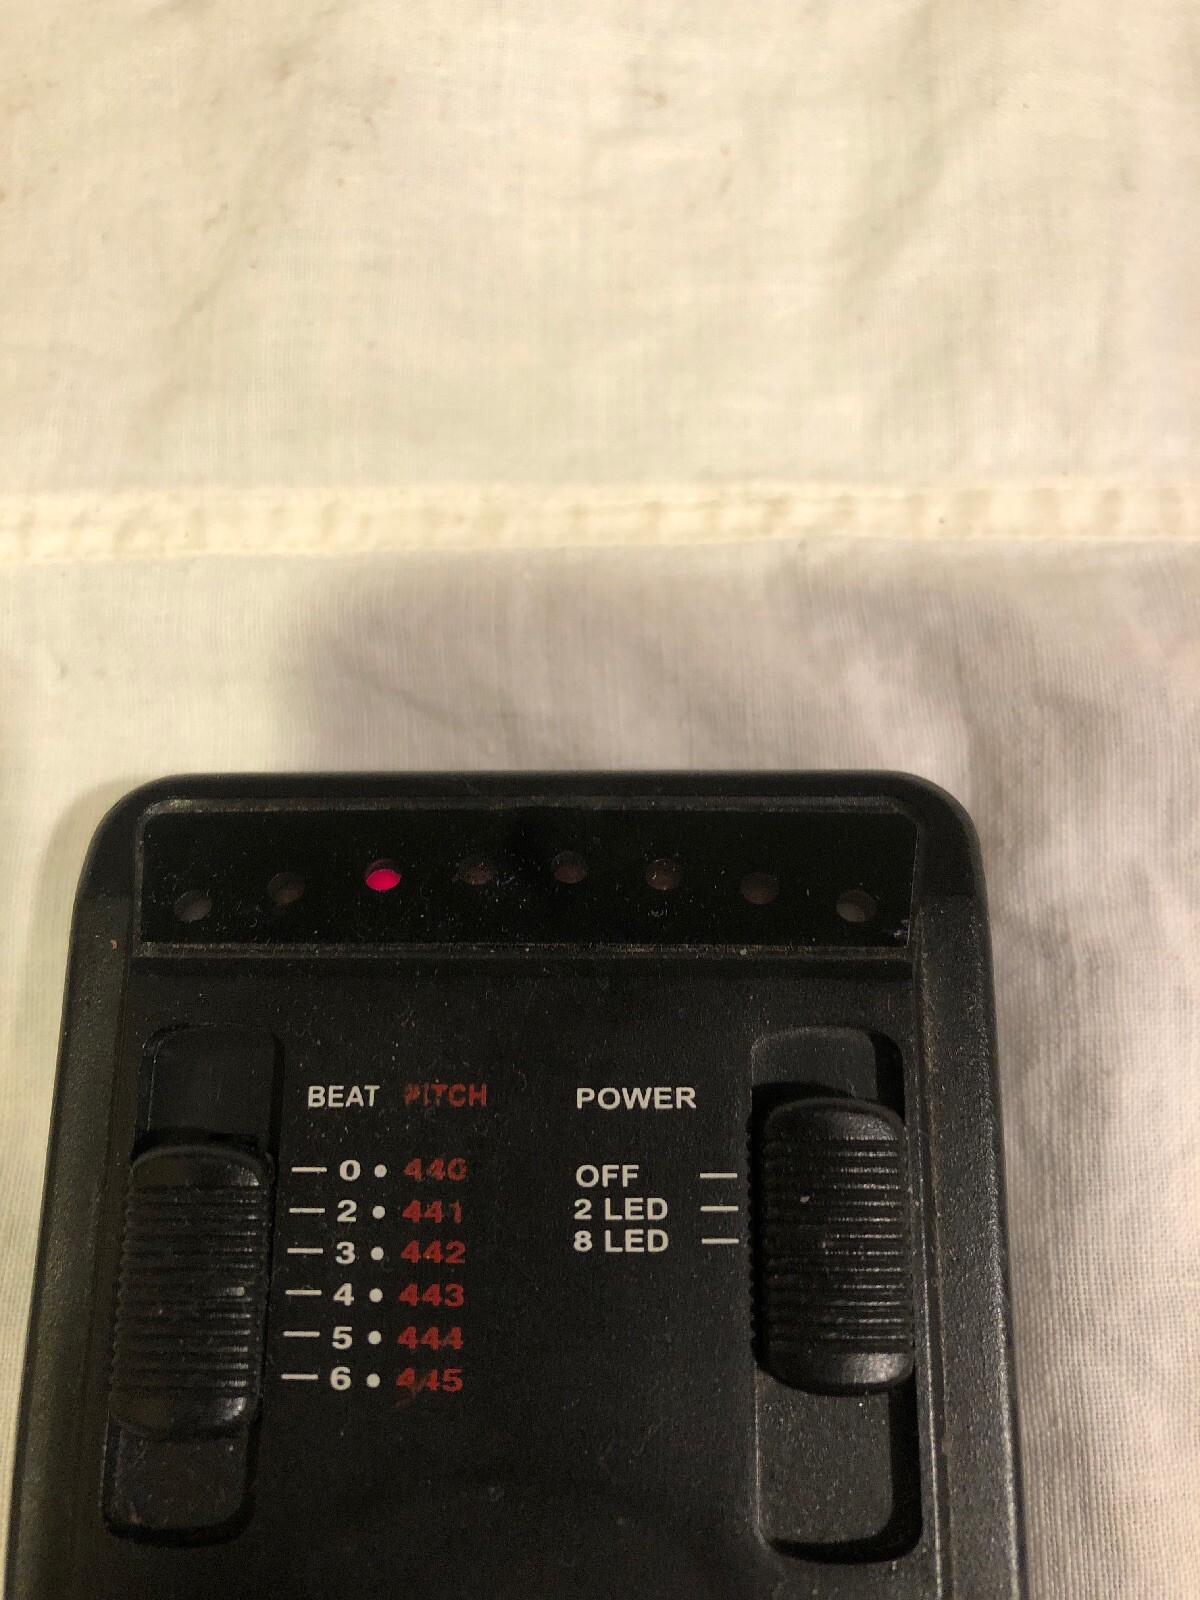 BEAT PITCH
0 • 440
2 • 441
3 • 442
4 • 443
5 • 444
6 • 445
POWER
OFF
2 LED
8 LED